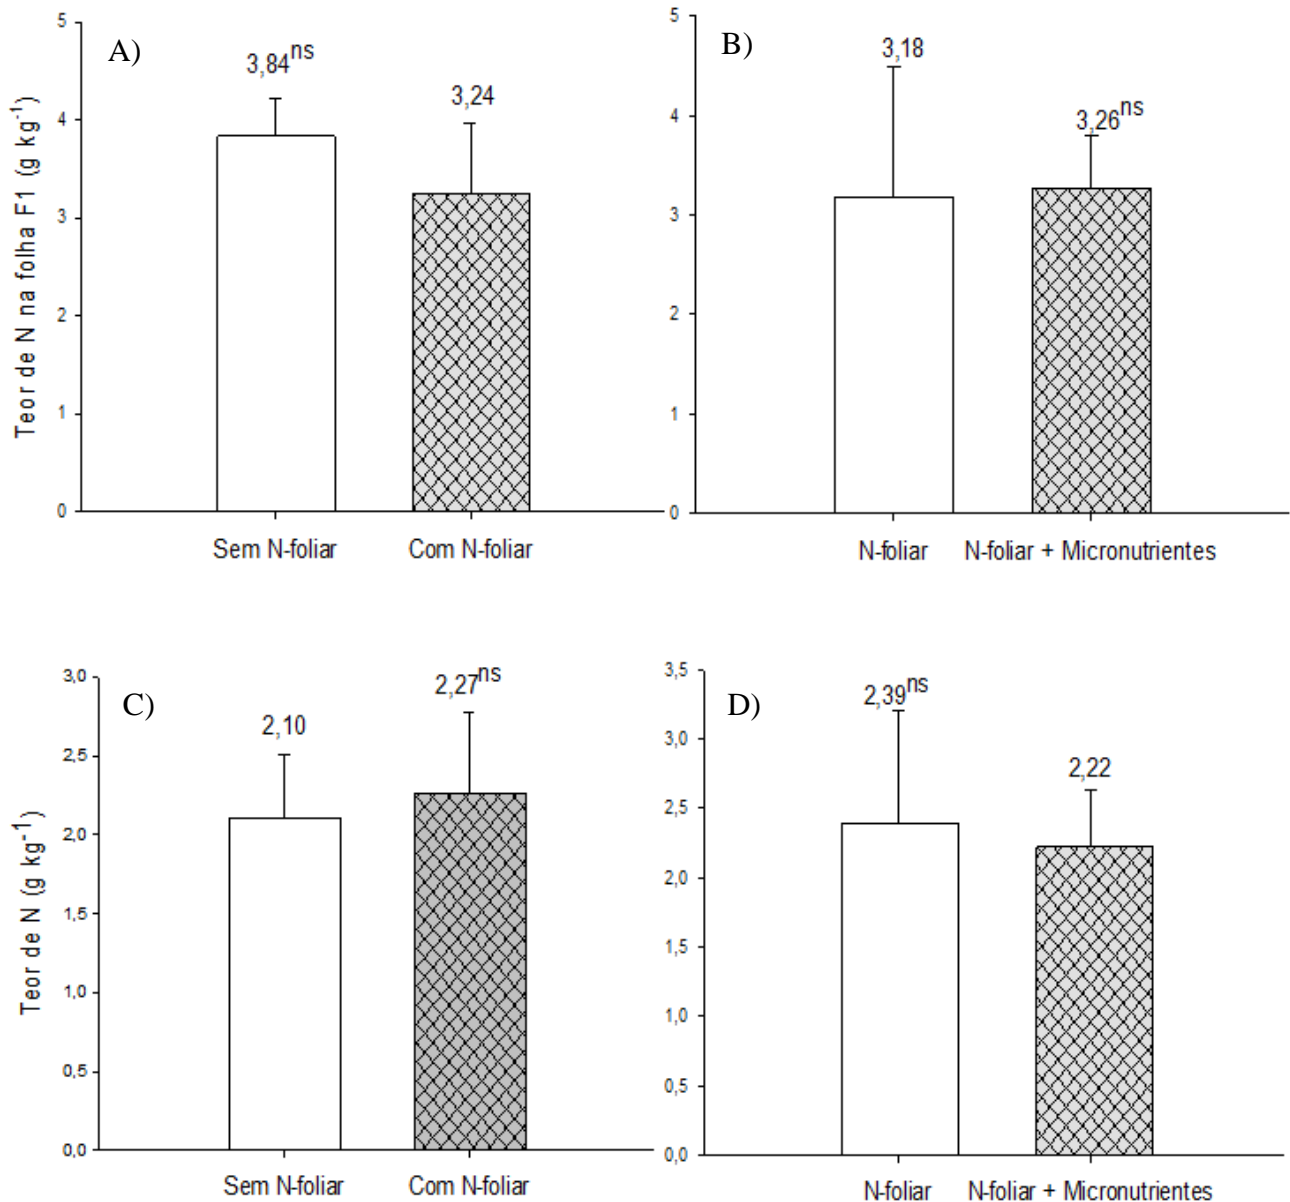 A)
Teor de N na folha F1 (g kg-1)
5
4
3
2
1
0
3,84ns
3,24
Sem N-foliar Com N-foliar
B)
5
4
3
2
1
0
3,18
3,26ns
N-foliar N-foliar + Micronutrientes
C)
Teor de N (g kg-1)
3,0
2,5
2,0
1,5
1,0
0,5
0,0
2,10
2,27ns
Sem N-foliar Com N-foliar
D)
3,5
3,0
2,5
2,0
1,5
1,0
0,5
0,0
2,39ns
2,22
N-foliar N-foliar + Micronutrientes